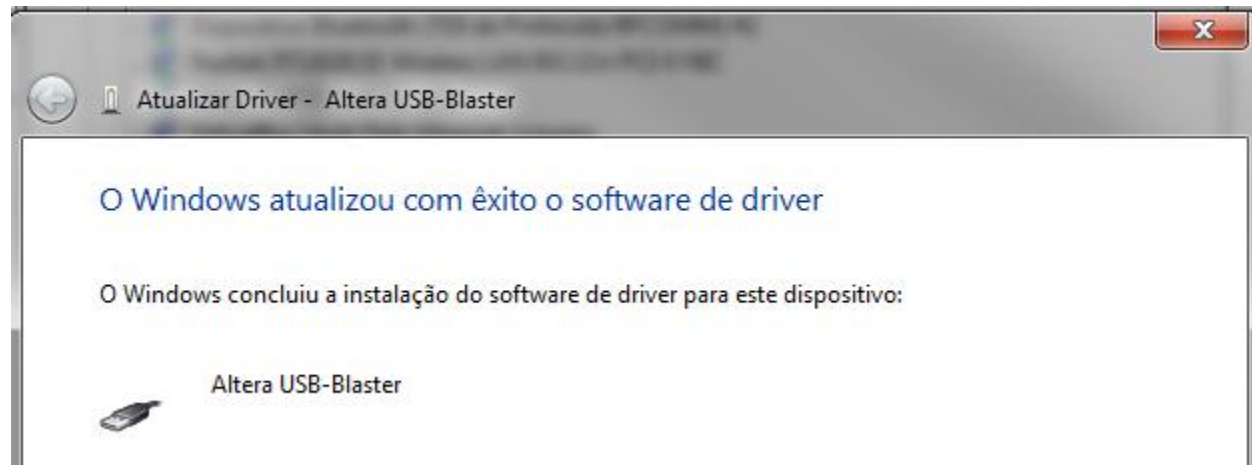 Atualizar Driver - Altera USB-Blaster
O Windows atualizou com êxito o software de driver
O Windows concluiu a instalação do software de driver para este dispositivo:
Altera USB-Blaster